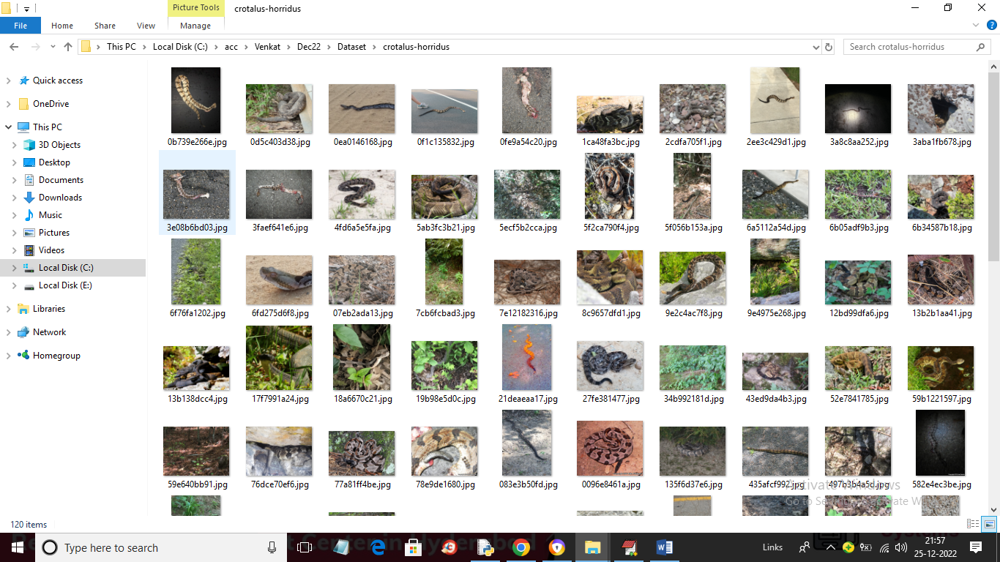 Picture Tools
crotalus-horridus
File Home Share View Manage
This PC Local Disk (C:) acc Venkat Dec22 Dataset crotalus-horridus
Search crotalus-horridus
Quick access
OneDrive
This PC
3D Objects
Desktop
Documents
Downloads
Music
Pictures
Videos
Local Disk (C:)
Local Disk (E:)
Libraries
Network
Homegroup
0b739e266e.jpg 0d5c403d38.jpg 0ea0146168.jpg 0f1c135832.jpg 0fe9a54c20.jpg 1ca48fa3bc.jpg 2cdfa705f1.jpg 2ee3c429d1.jpg 3a8c8aa252.jpg 3aba1fb678.jpg
3e08b6bd03.jpg 3faef641e6.jpg 4fd6a5e5fa.jpg 5ab3fc3b21.jpg 5ecf5b2cca.jpg 5f2ca790f4.jpg 5f056b153a.jpg 6a5112a54d.jpg 6b05adf9b3.jpg 6b34587b18.jpg
6f76fa1202.jpg 6fd275d6f8.jpg 07eb2ada13.jpg 7cb6fcbad3.jpg 7e12182316.jpg 8c9657dfd1.jpg 9e2c4ac7f8.jpg 9e4975e268.jpg 12bd99dfa6.jpg 13b2b1aa41.jpg
13b138dcc4.jpg 17f7991a24.jpg 18a6670c21.jpg 19b98e5d0c.jpg 21deaeaa17.jpg 27fe381477.jpg 34b992181d.jpg 43ed9da4b3.jpg 52e7841785.jpg 59b1221597.jpg
59e640bb91.jpg 76dce70ef6.jpg 77a81ff4be.jpg 78e9de1680.jpg 083e3b50fd.jpg 0096e8461a.jpg 135f6d37e6.jpg 435afcf992.jpg 497b3b4a5d.jpg 582e4ec3be.jpg
Activate Windows
Go to Settings to activate Windows.
120 items
Type here to search
Center in Hyderabad
Systems
Links
21:57
25-12-2022